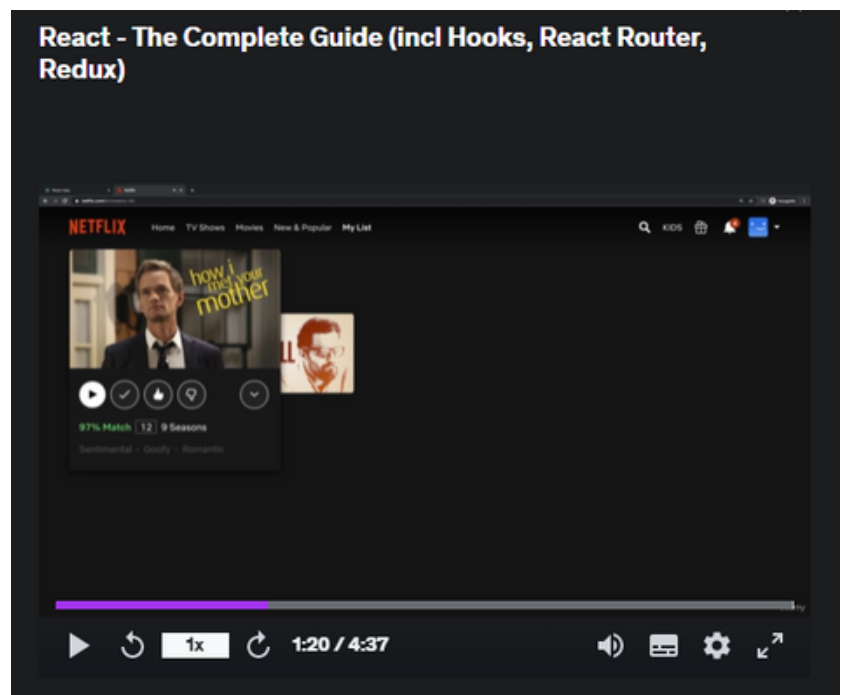 React - The Complete Guide (incl Hooks, React Router,
Redux)
NETFLIX Home TV Shows Movies New & Popular My List KIDS
how i
met your
mother
LL
97% Match 12 9 Seasons
Sentimental - Goofy - Romantic
1x 1:20 / 4:37